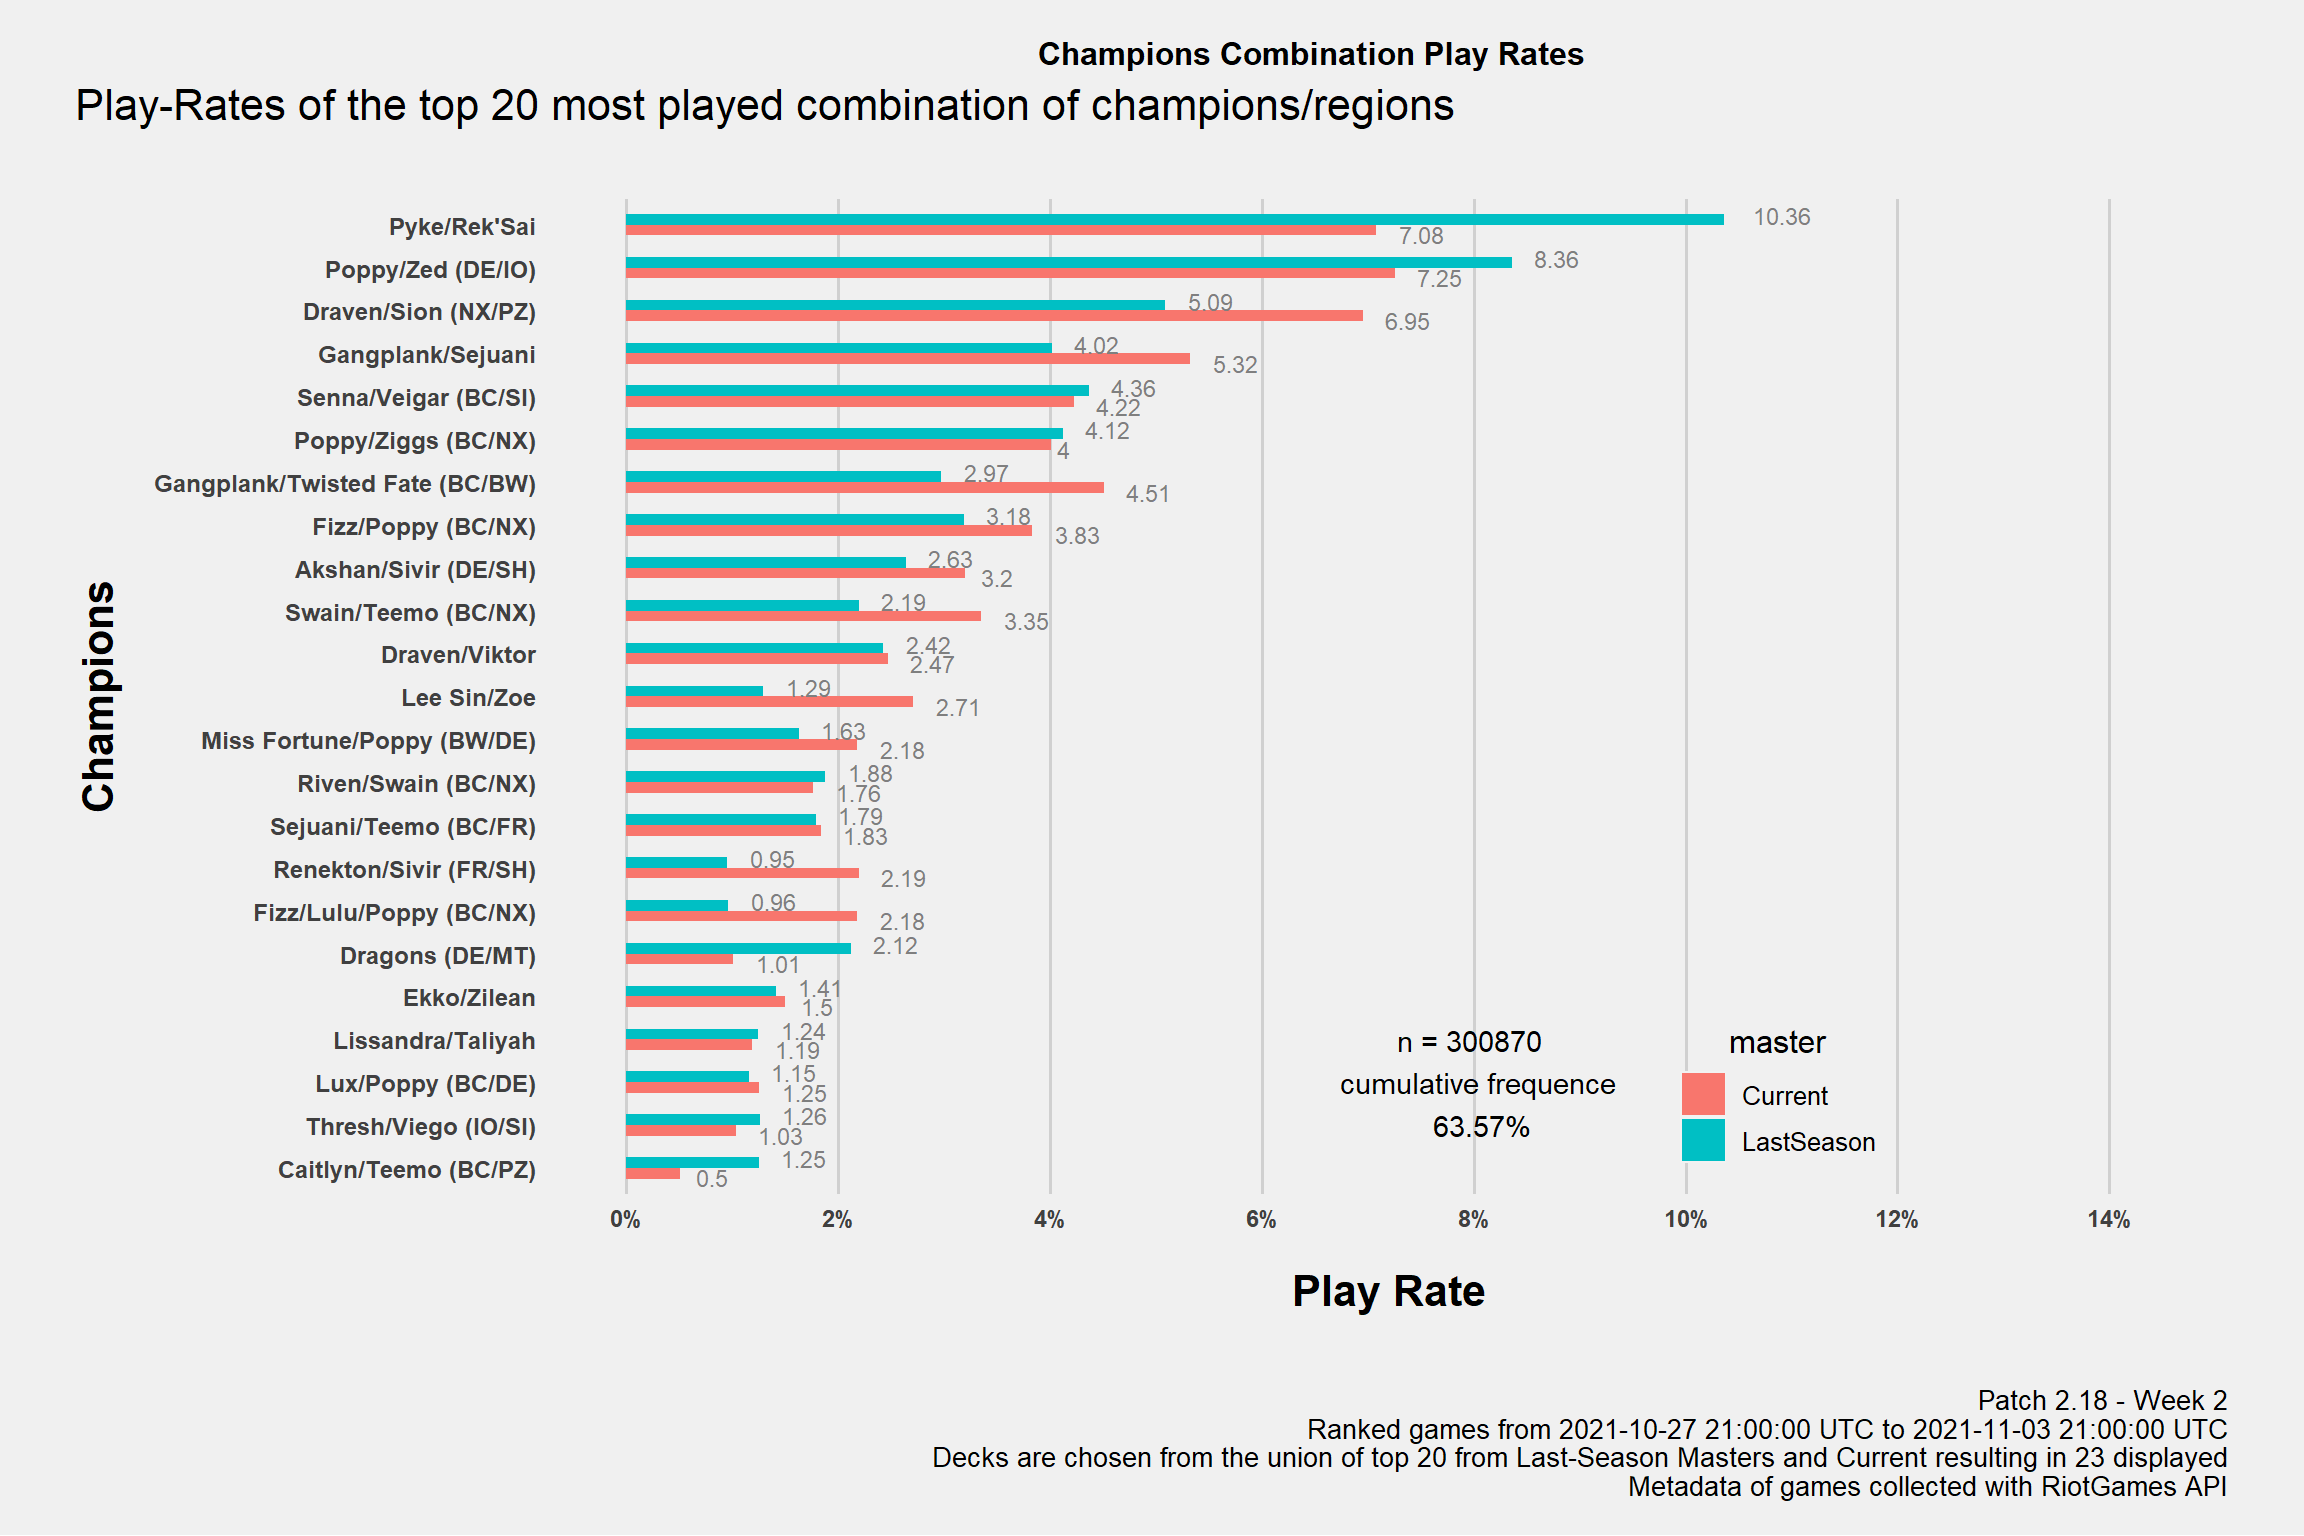 Champions Combination Play Rates
Play-Rates of the top 20 most played combination of champions/regions
Champions
Pyke/Rek'Sai
10.36
7.08
Poppy/Zed (DE/IO)
8.36
7.25
Draven/Sion (NX/PZ)
5.09
6.95
Gangplank/Sejuani
4.02
5.32
Senna/Veigar (BC/SI)
4.36
4.22
Poppy/Ziggs (BC/NX)
4.12
4
Gangplank/Twisted Fate (BC/BW)
2.97
4.51
Fizz/Poppy (BC/NX)
3.18
3.83
Akshan/Sivir (DE/SH)
2.63
3.2
Swain/Teemo (BC/NX)
2.19
3.35
Draven/Viktor
2.42
2.47
Lee Sin/Zoe
1.29
2.71
Miss Fortune/Poppy (BW/DE)
1.63
2.18
Riven/Swain (BC/NX)
1.88
1.76
Sejuani/Teemo (BC/FR)
1.79
1.83
Renekton/Sivir (FR/SH)
0.95
2.19
Fizz/Lulu/Poppy (BC/NX)
0.96
2.18
Dragons (DE/MT)
2.12
1.01
Ekko/Zilean
1.41
1.5
Lissandra/Taliyah
1.24
1.19
Lux/Poppy (BC/DE)
1.15
1.25
Thresh/Viego (IO/SI)
1.26
1.03
Caitlyn/Teemo (BC/PZ)
1.25
0.5
n = 300870
cumulative frequence
63.57%
master
Current
LastSeason
0% 2% 4% 6% 8% 10% 12% 14%
Play Rate
Patch 2.18 - Week 2
Ranked games from 2021-10-27 21:00:00 UTC to 2021-11-03 21:00:00 UTC
Decks are chosen from the union of top 20 from Last-Season Masters and Current resulting in 23 displayed
Metadata of games collected with RiotGames API